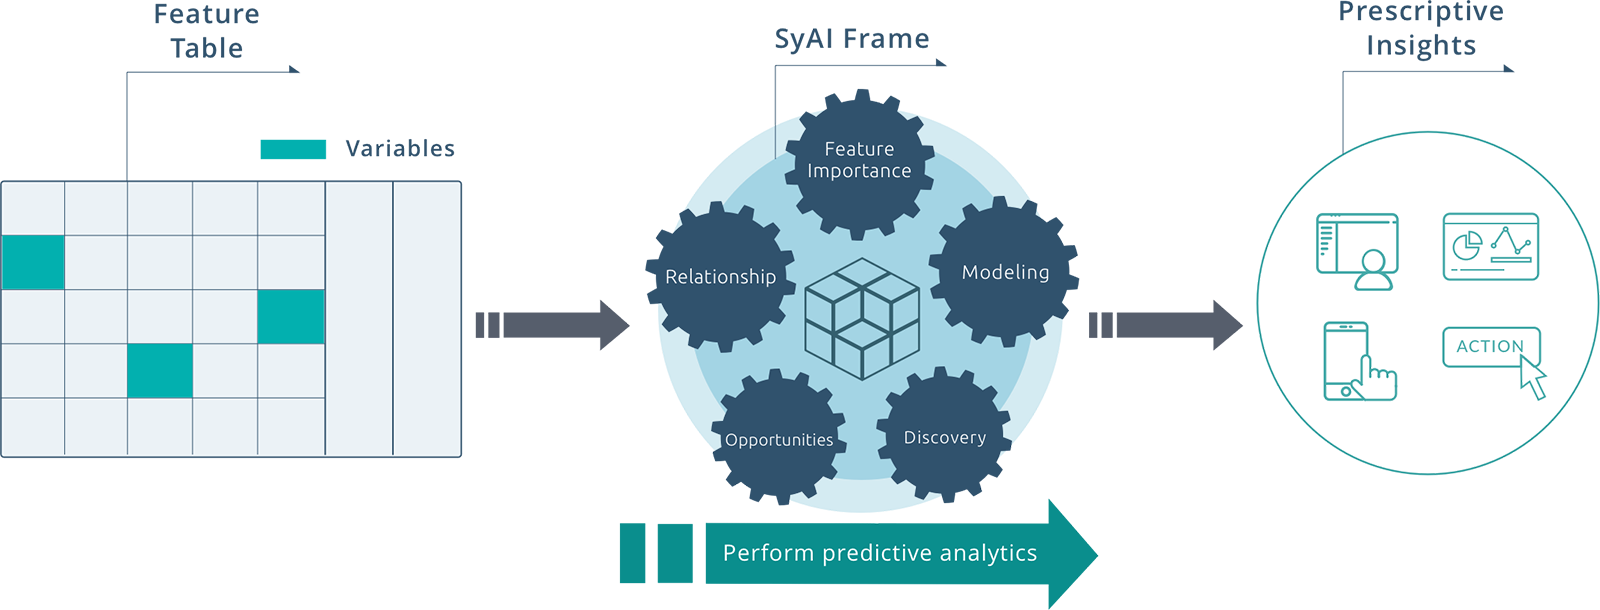 Feature
Table
Variables
SyAI Frame
Feature
Importance
Relationship
Modeling
Opportunities
Discovery
Perform predictive analytics
Prescriptive
Insights
ACTION